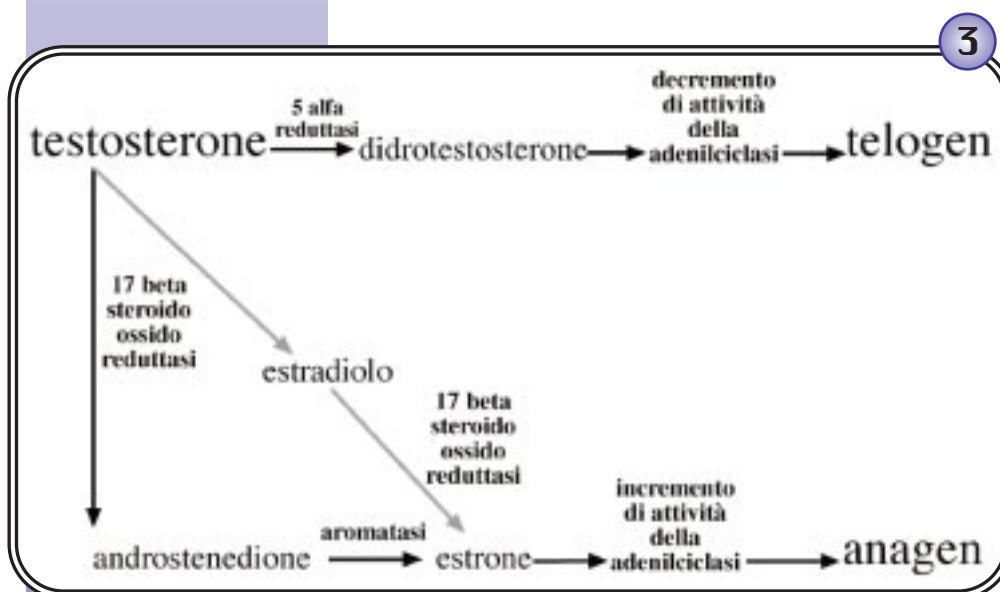 3
5 alfa
reduttasi
decremento
di attività
della
adenilciclasi
testosterone
didrotestosterone
telogen
17 beta
steroido
ossido
reduttasi
estradiolo
17 beta
steroido
ossido
reduttasi
incremento
di attività
della
adenilciclasi
androstenedione
aromatasi
estrone
anagen